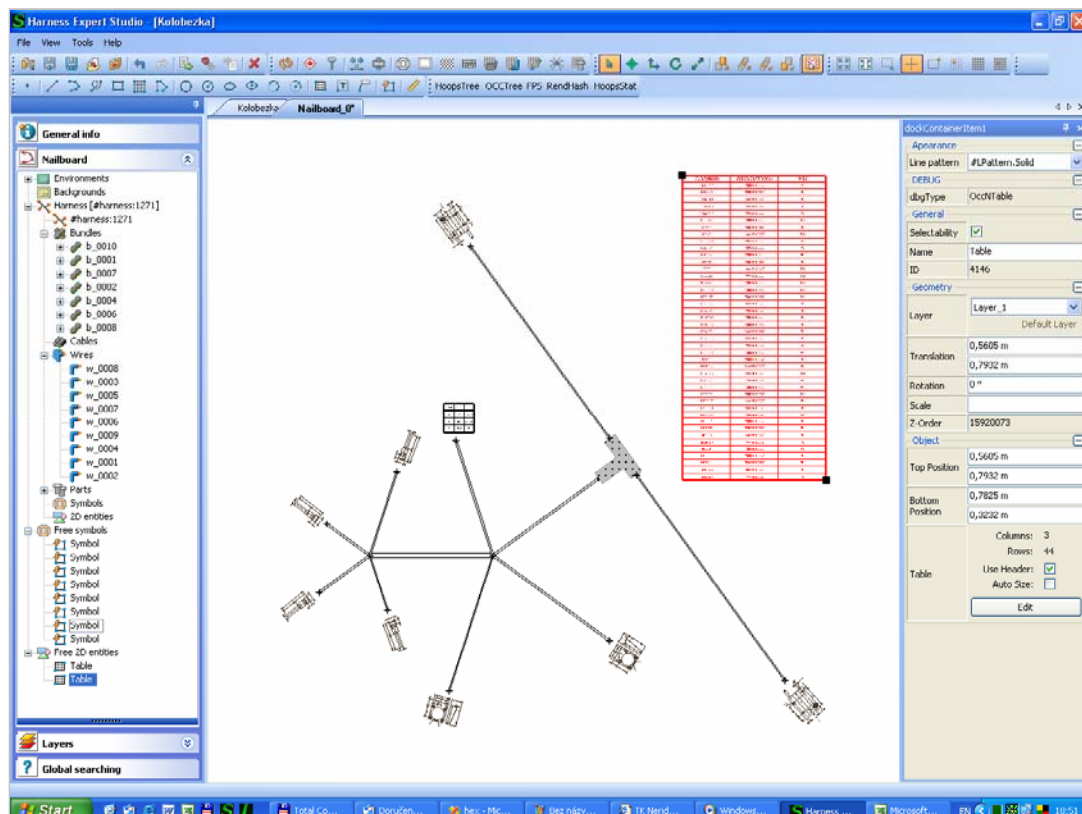 Harness Expert Studio - [Kolobezka]
File View Tools Help
HoopsTree OCCTree FPS RendHash HoopsStat
Kolobezka Nailboard_0*
General info
Nailboard
Environments
Backgrounds
Harness [#harness:1271]
#harness:1271
Bundles
b_0010
b_0001
b_0007
b_0002
b_0004
b_0006
b_0008
Cables
Wires
w_0008
w_0003
w_0005
w_0007
w_0006
w_0009
w_0004
w_0001
w_0002
Parts
Symbols
2D entities
Free symbols
Symbol
Symbol
Symbol
Symbol
Symbol
Symbol
Symbol
Symbol
Free 2D entities
Table
Table
Layers
Global searching
dockContainerItem1
Apearance
Line pattern #LPattern.Solid
DEBUG
dbgType OccNTable
General
Selectability
Name Table
ID 4146
Geometry
Layer Layer_1
Default Layer
Translation 0,5605 m
0,7932 m
Rotation 0 °
Scale
Z-Order 15920073
Object
Top Position 0,5605 m
0,7932 m
Bottom Position 0,7825 m
0,3232 m
Table
Columns: 3
Rows: 44
Use Header:
Auto Size:
Edit
Start Total Co... Doručen... hex - Mic... Bez názv... TK Nerid... Windows... Harness ... Microsoft... EN 10:51